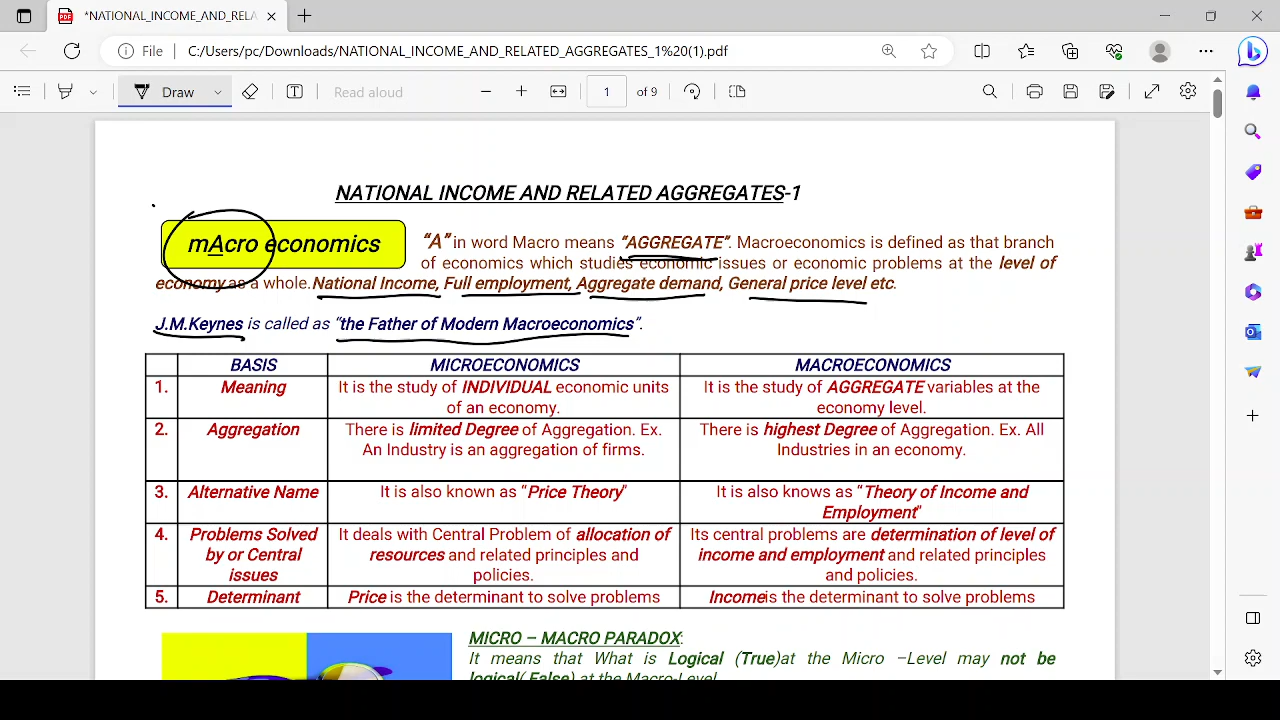 *NATIONAL_INCOME_AND_RELA
File
C:/Users/pc/Downloads/NATIONAL_INCOME_AND_RELATED_AGGREGATES_1%20(1).pdf
Draw
Read aloud
1 of 9
NATIONAL INCOME AND RELATED AGGREGATES-1
mAcro economics
“A” in word Macro means “AGGREGATE”. Macroeconomics is defined as that branch
of economics which studies economic issues or economic problems at the level of
economy as a whole.National Income, Full employment, Aggregate demand, General price level etc.
J.M.Keynes is called as “the Father of Modern Macroeconomics”.
BASIS MICROECONOMICS MACROECONOMICS
1. Meaning It is the study of INDIVIDUAL economic units It is the study of AGGREGATE variables at the
of an economy. economy level.
2. Aggregation There is limited Degree of Aggregation. Ex. There is highest Degree of Aggregation. Ex. All
An Industry is an aggregation of firms. Industries in an economy.
3. Alternative Name It is also known as “Price Theory” It is also knows as “Theory of Income and
Employment”
4. Problems Solved It deals with Central Problem of allocation of Its central problems are determination of level of
by or Central resources and related principles and income and employment and related principles
issues policies. and policies.
5. Determinant Price is the determinant to solve problems Income is the determinant to solve problems
MICRO – MACRO PARADOX:
It means that What is Logical (True)at the Micro –Level may not be
logical( False) at the Macro-Level.